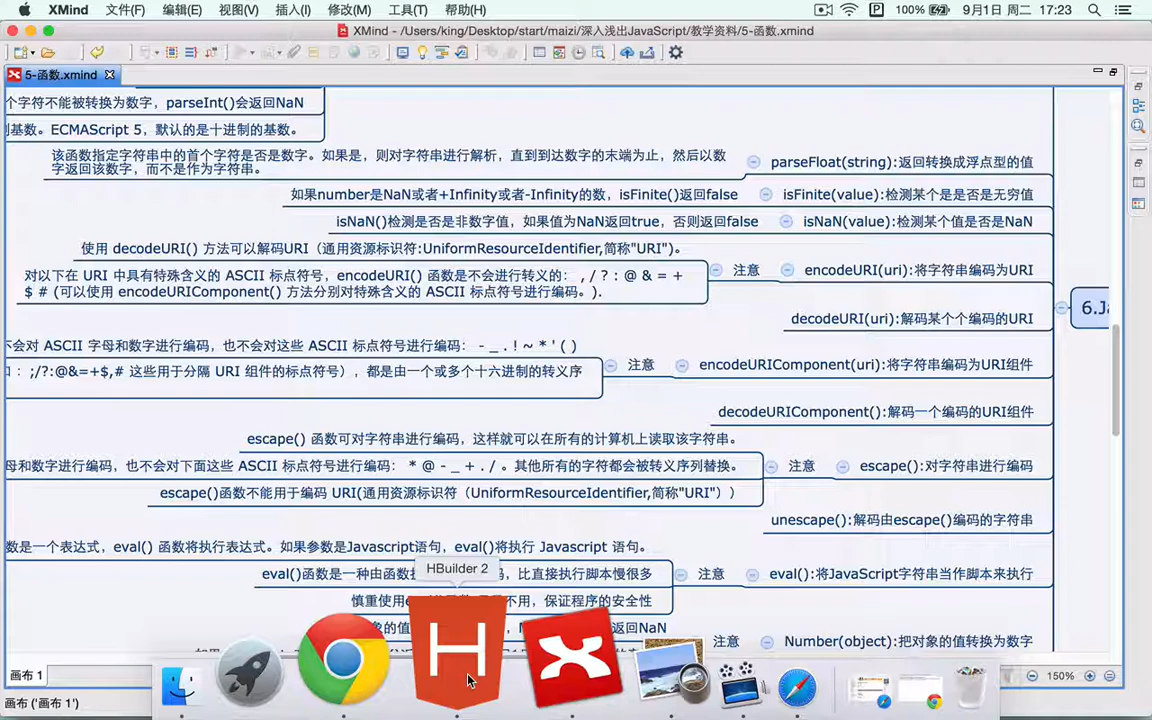 XMind 文件(F) 编辑(E) 视图(V) 插入(I) 修改(M) 工具(T) 帮助(H) 100% 9月1日 周二 17:23
XMind - /Users/king/Desktop/start/maizi/深入浅出JavaScript/教学资料/5-函数.xmind
5-函数.xmind
个字符不能被转换为数字，parseInt()会返回NaN
基数。ECMAScript 5，默认的是十进制的基数。
该函数指定字符串中的首个字符是否是数字。如果是，则对字符串进行解析，直到到达数字的末端为止，然后以数
字返回该数字，而不是作为字符串。
parseFloat(string):返回转换成浮点型的值
如果number是NaN或者+Infinity或者-Infinity的数，isFinite()返回false
isFinite(value):检测某个是是否是无穷值
isNaN()检测是否是非数字值，如果值为NaN返回true，否则返回false
isNaN(value):检测某个值是否是NaN
使用 decodeURI() 方法可以解码URI（通用资源标识符:UniformResourceIdentifier,简称"URI"）。
对以下在 URI 中具有特殊含义的 ASCII 标点符号，encodeURI() 函数是不会进行转义的： , / ? : @ & = +
$ # (可以使用 encodeURIComponent() 方法分别对特殊含义的 ASCII 标点符号进行编码。).
注意
encodeURI(uri):将字符串编码为URI
6.Ja
decodeURI(uri):解码某个个编码的URI
不会对 ASCII 字母和数字进行编码，也不会对这些 ASCII 标点符号进行编码： - _ . ! ~ * ' ( )
：;/?:@&=+$,# 这些用于分隔 URI 组件的标点符号），都是由一个或多个十六进制的转义序
注意
encodeURIComponent(uri):将字符串编码为URI组件
decodeURIComponent():解码一个编码的URI组件
escape() 函数可对字符串进行编码，这样就可以在所有的计算机上读取该字符串。
母和数字进行编码，也不会对下面这些 ASCII 标点符号进行编码： * @ - _ + . / 。其他所有的字符都会被转义序列替换。
注意
escape():对字符串进行编码
escape()函数不能用于编码 URI(通用资源标识符（UniformResourceIdentifier,简称"URI"））
unescape():解码由escape()编码的字符串
数是一个表达式，eval() 函数将执行表达式。如果参数是Javascript语句，eval()将执行 Javascript 语句。
HBuilder 2
eval()函数是一种由函数 码，比直接执行脚本慢很多
注意
eval():将JavaScript字符串当作脚本来执行
慎重使用 不用，保证程序的安全性
象的值 返回NaN
注意
Number(object):把对象的值转换为数字
画布 1
150%
画布 ('画布 1')